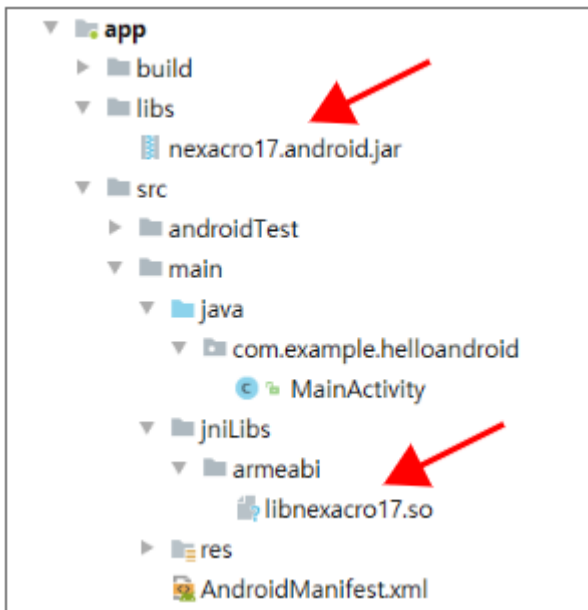 app
build
libs
nexacro17.android.jar
src
androidTest
main
java
com.example.helloandroid
MainActivity
jniLibs
armeabi
libnexacro17.so
res
AndroidManifest.xml